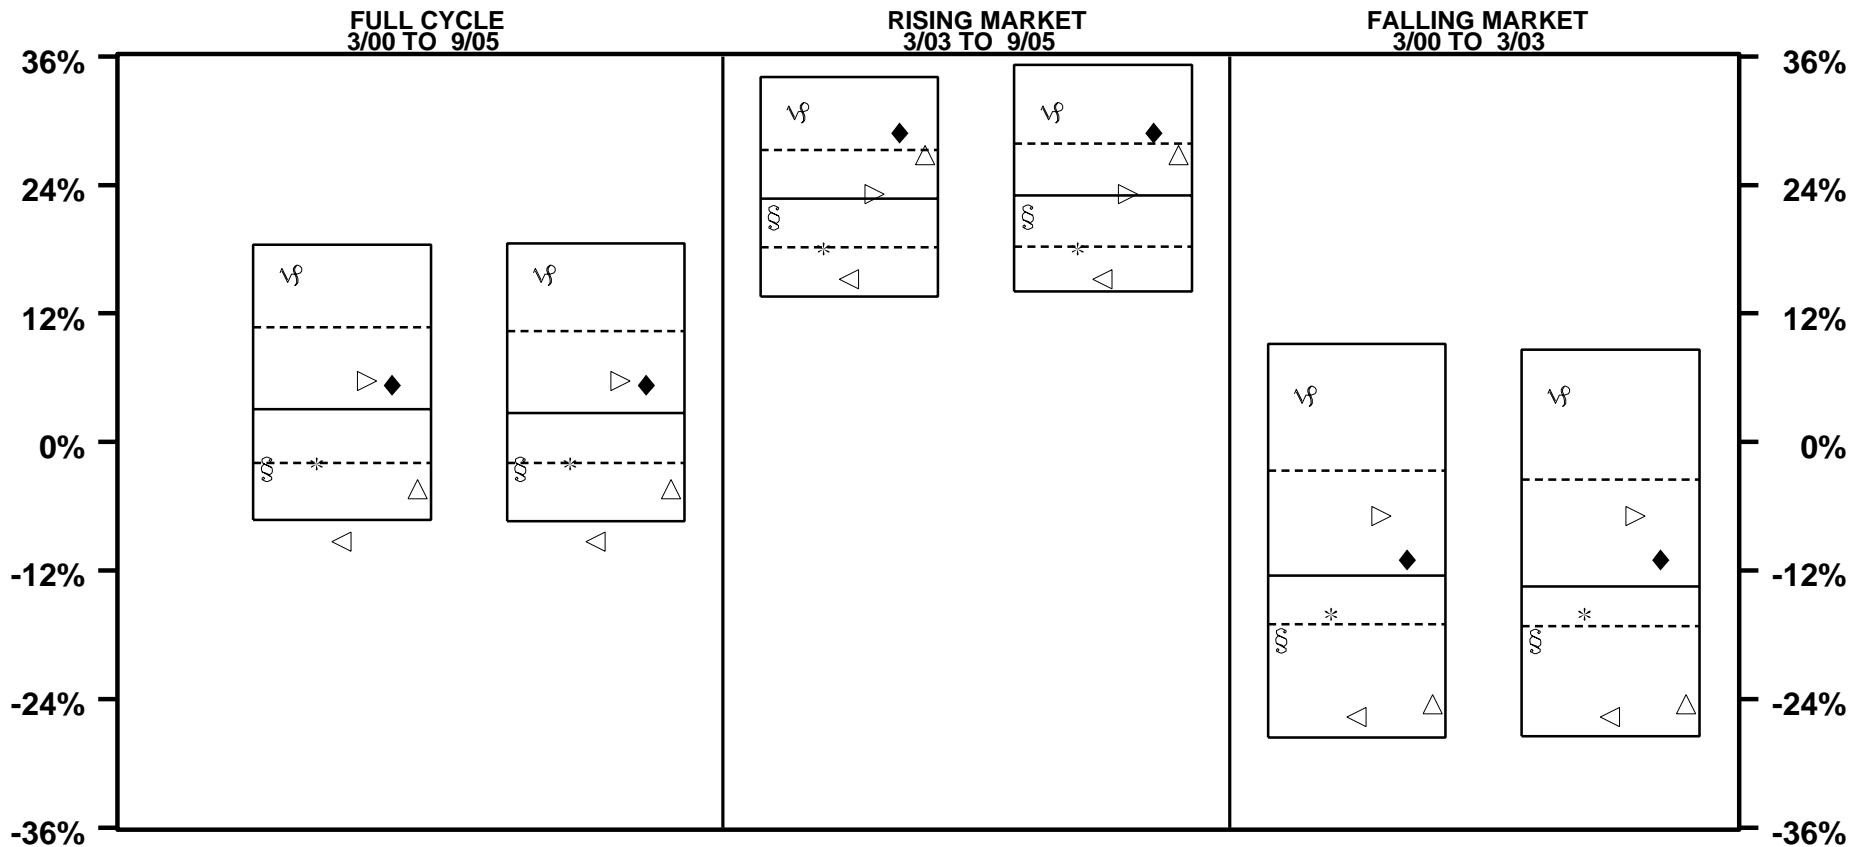 FULL CYCLE
3/00 TO 9/05
RISING MARKET
3/03 TO 9/05
FALLING MARKET
3/00 TO 3/03
36% 36%
24% 24%
12% 12%
0% 0%
-12% -12%
-24% -24%
-36% -36%